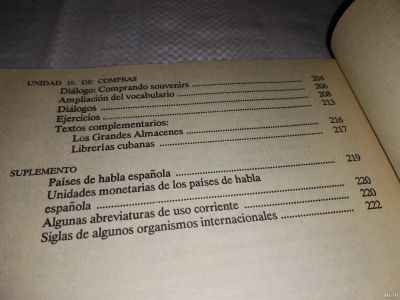 UNIDAD 16. DE COMPRAS
Diálogo: Comprando souvenirs ........ 204
Ampliación del vocabulario ........ 206
Diálogos ........ 208
Ejercicios ........ 213
Textos complementarios:
Los Grandes Almacenes ........ 216
Librerías cubanas ........ 217
SUPLEMENTO
Países de habla española ........ 219
Unidades monetarias de los países de habla
española ........ 220
Algunas abreviaturas de uso corriente ........ 220
Siglas de algunos organismos internacionales ........ 222